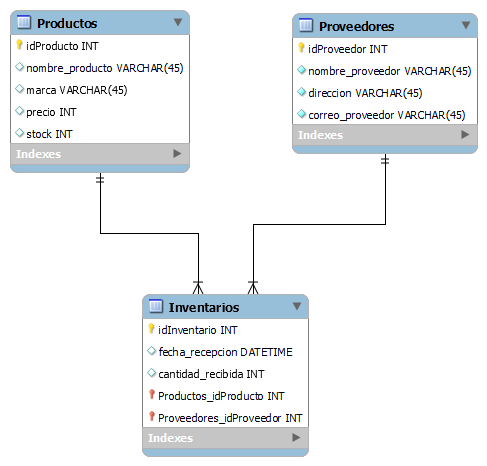 Productos
idProducto INT
nombre_producto VARCHAR(45)
marca VARCHAR(45)
precio INT
stock INT
Indexes
Proveedores
idProveedor INT
nombre_proveedor VARCHAR(45)
direccion VARCHAR(45)
correo_proveedor VARCHAR(45)
Indexes
Inventarios
idInventario INT
fecha_recepcion DATETIME
cantidad_recibida INT
Productos_idProducto INT
Proveedores_idProveedor INT
Indexes